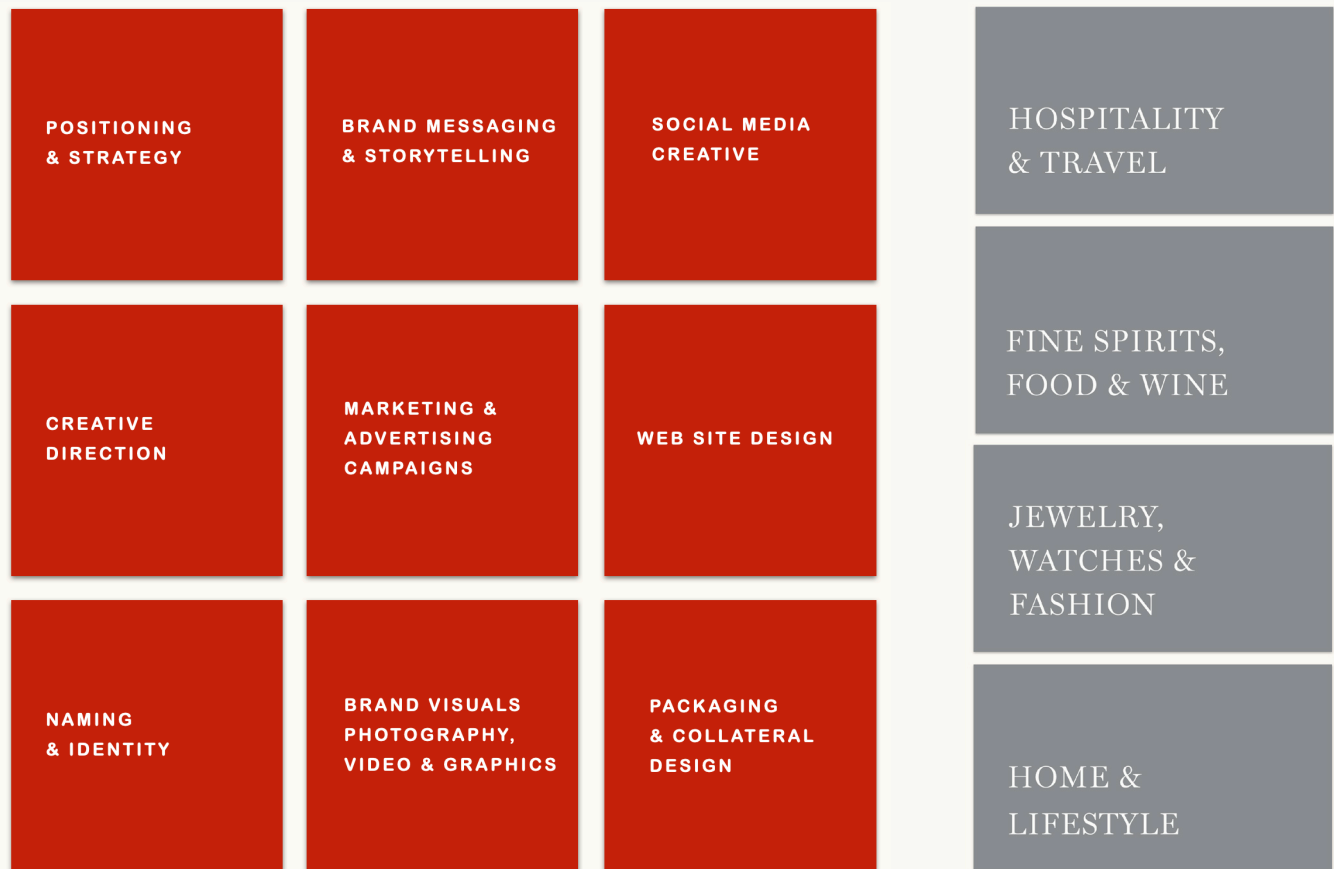 POSITIONING
& STRATEGY
BRAND MESSAGING
& STORYTELLING
SOCIAL MEDIA
CREATIVE
CREATIVE
DIRECTION
MARKETING &
ADVERTISING
CAMPAIGNS
WEB SITE DESIGN
NAMING
& IDENTITY
BRAND VISUALS
PHOTOGRAPHY,
VIDEO & GRAPHICS
PACKAGING
& COLLATERAL
DESIGN
HOSPITALITY
& TRAVEL
FINE SPIRITS,
FOOD & WINE
JEWELRY,
WATCHES &
FASHION
HOME &
LIFESTYLE